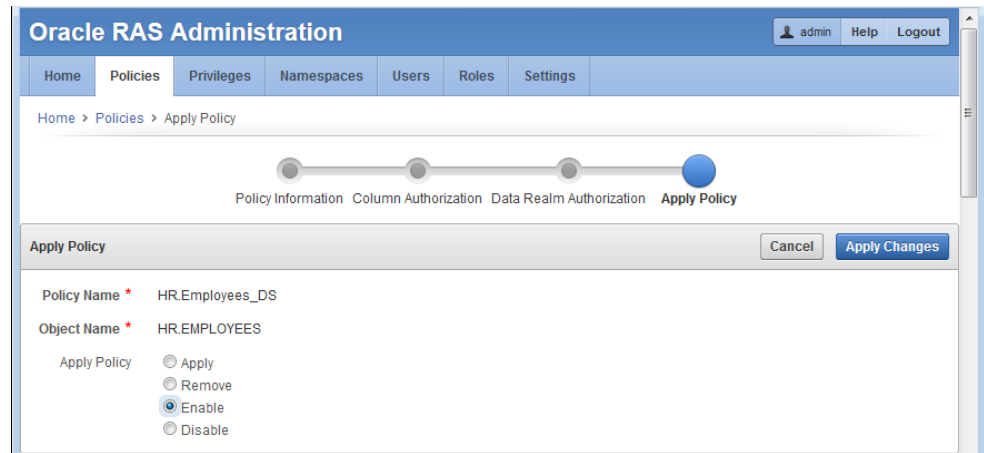 Oracle RAS Administration
admin Help Logout
Home Policies Privileges Namespaces Users Roles Settings
Home > Policies > Apply Policy
Policy Information Column Authorization Data Realm Authorization Apply Policy
Apply Policy Cancel Apply Changes
Policy Name * HR.Employees_DS
Object Name * HR.EMPLOYEES
Apply Policy Apply
Remove
Enable
Disable